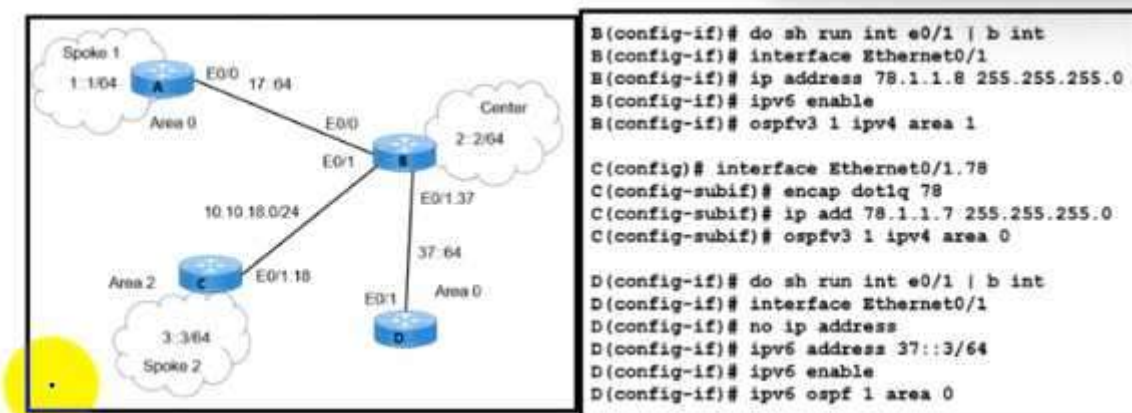 Spoke 1
1::1/64
A
E0/0
17::64
Area 0
Center
2::2/64
E0/0
B
E0/1
E0/1.37
10.10.18.0/24
37::64
Area 2
C
E0/1.18
Area 0
E0/1
D
3::3/64
Spoke 2
B(config-if)# do sh run int e0/1 | b int
B(config-if)# interface Ethernet0/1
B(config-if)# ip address 78.1.1.8 255.255.255.0
B(config-if)# ipv6 enable
B(config-if)# ospfv3 1 ipv4 area 1
C(config)# interface Ethernet0/1.78
C(config-subif)# encap dot1q 78
C(config-subif)# ip add 78.1.1.7 255.255.255.0
C(config-subif)# ospfv3 1 ipv4 area 0
D(config-if)# do sh run int e0/1 | b int
D(config-if)# interface Ethernet0/1
D(config-if)# no ip address
D(config-if)# ipv6 address 37::3/64
D(config-if)# ipv6 enable
D(config-if)# ipv6 ospf 1 area 0